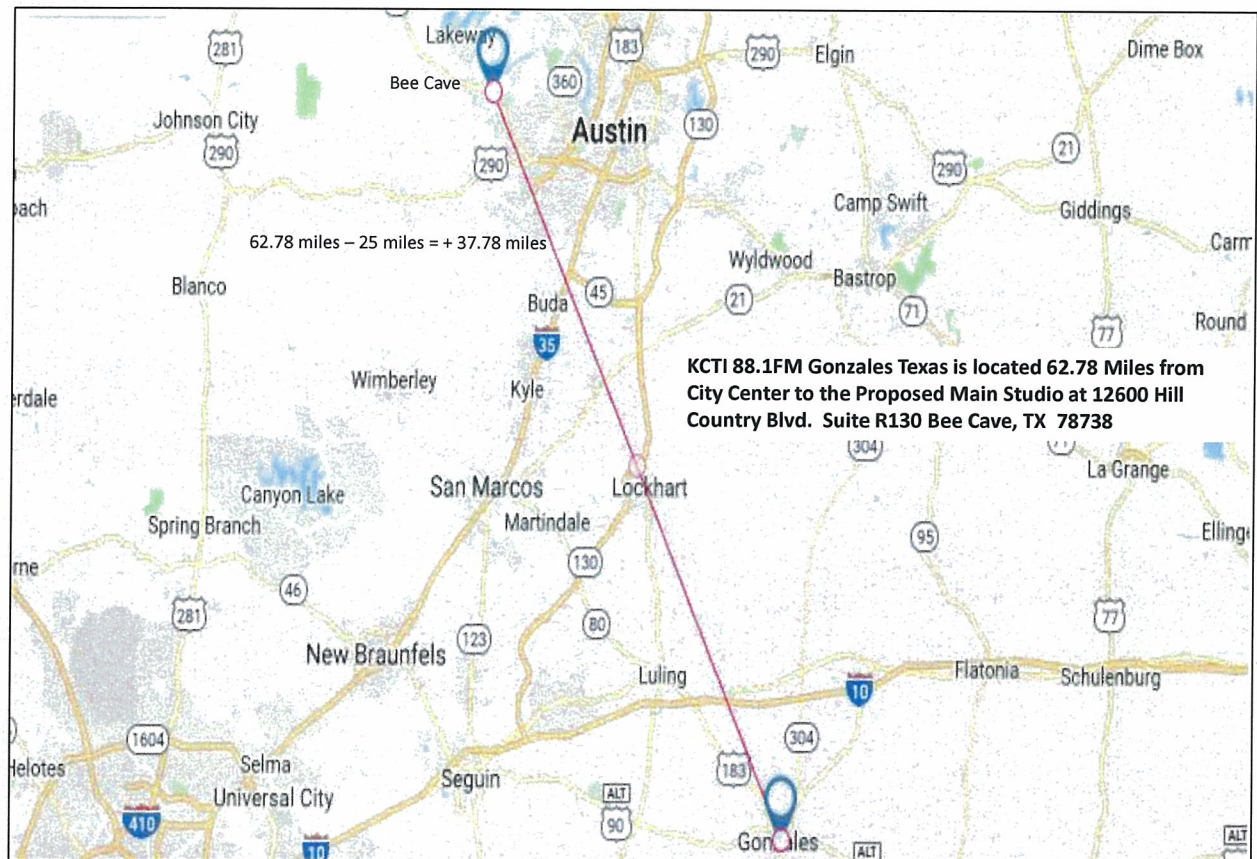 Lakeway
281
183
290
Elgin
Dime Box
Bee Cave
360
Johnson City
Austin
130
290
290
21
290
bach
Camp Swift
Giddings
Carm
62.78 miles – 25 miles = + 37.78 miles
Wyldwood
Blanco
Bastrop
Buda
45
21
71
77
Round
35
KCTI 88.1FM Gonzales Texas is located 62.78 Miles from
City Center to the Proposed Main Studio at 12600 Hill
Country Blvd. Suite R130 Bee Cave, TX 78738
Wimberley
Kyle
erdale
304
71
La Grange
San Marcos
Lockhart
Canyon Lake
Spring Branch
Martindale
95
Elling
130
rne
46
281
80
77
123
New Braunfels
Luling
Flatonia
Schulenburg
10
1604
304
Helotes
Selma
Seguin
183
Universal City
ALT
90
410
10
Gonzales
ALT
ALT